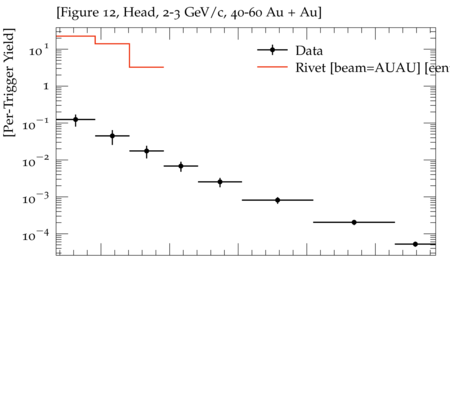 [Figure 12, Head, 2-3 GeV/c, 40-60 Au + Au]
[Per-Trigger Yield]
10¹
1
10⁻¹
10⁻²
10⁻³
10⁻⁴
Data
Rivet [beam=AUAU] [cen